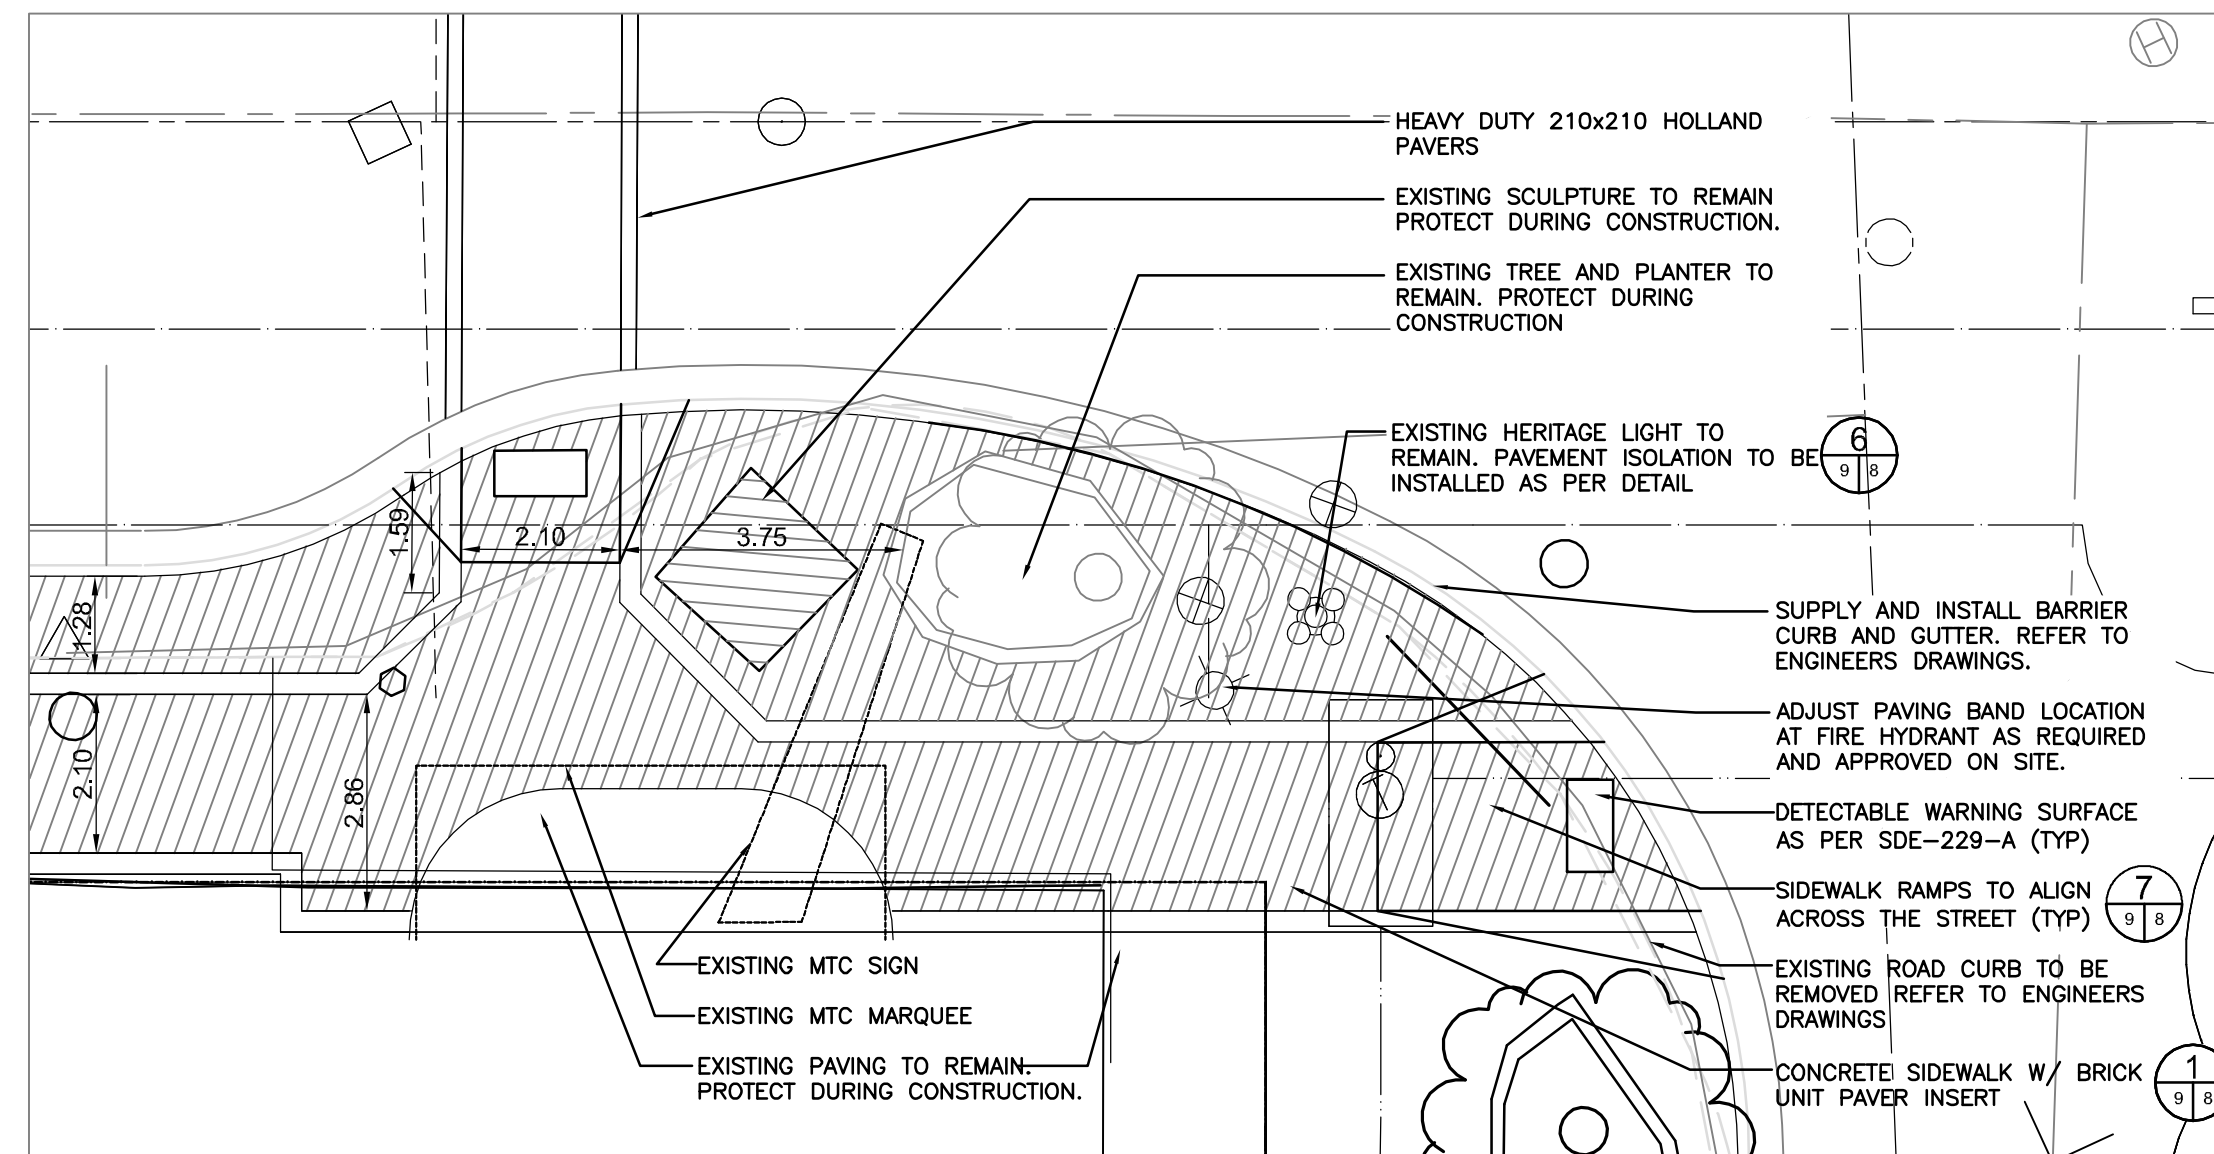 HEAVY DUTY 210x210 HOLLAND
PAVERS
EXISTING SCULPTURE TO REMAIN
PROTECT DURING CONSTRUCTION.
EXISTING TREE AND PLANTER TO
REMAIN. PROTECT DURING
CONSTRUCTION
EXISTING HERITAGE LIGHT TO
REMAIN. PAVEMENT ISOLATION TO BE
INSTALLED AS PER DETAIL
6
9 8
1.59
2.10
3.75
1.28
2.10
2.86
SUPPLY AND INSTALL BARRIER
CURB AND GUTTER. REFER TO
ENGINEERS DRAWINGS.
ADJUST PAVING BAND LOCATION
AT FIRE HYDRANT AS REQUIRED
AND APPROVED ON SITE.
DETECTABLE WARNING SURFACE
AS PER SDE-229-A (TYP)
SIDEWALK RAMPS TO ALIGN
ACROSS THE STREET (TYP)
7
9 8
EXISTING ROAD CURB TO BE
REMOVED REFER TO ENGINEERS
DRAWINGS
CONCRETE SIDEWALK W/ BRICK
UNIT PAVER INSERT
1
9 8
EXISTING MTC SIGN
EXISTING MTC MARQUEE
EXISTING PAVING TO REMAIN.
PROTECT DURING CONSTRUCTION.
H